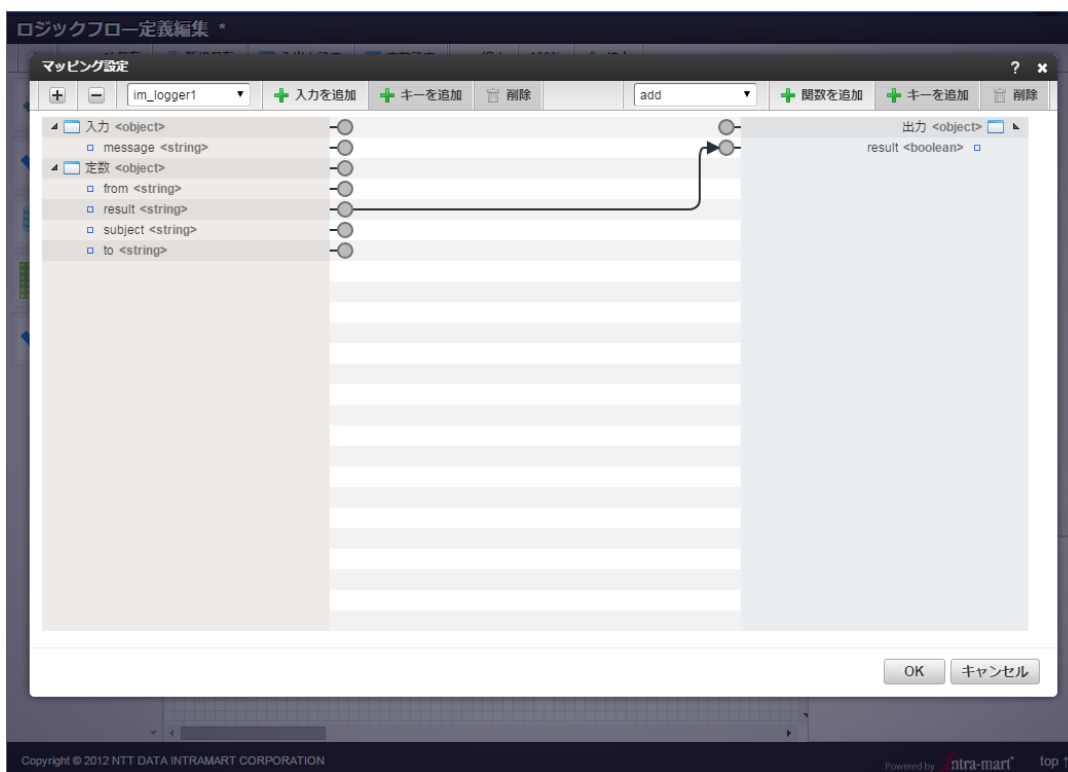 ロジックフロー定義編集 *
マッピング設定 ? ×
im_logger1 入力を追加 キーを追加 削除 add 関数を追加 キーを追加 削除
入力 <object> 出力 <object>
message <string> result <boolean>
定数 <object>
from <string>
result <string>
subject <string>
to <string>
OK キャンセル
Copyright © 2012 NTT DATA INTRAMART CORPORATION Powered by intra-mart top ↑